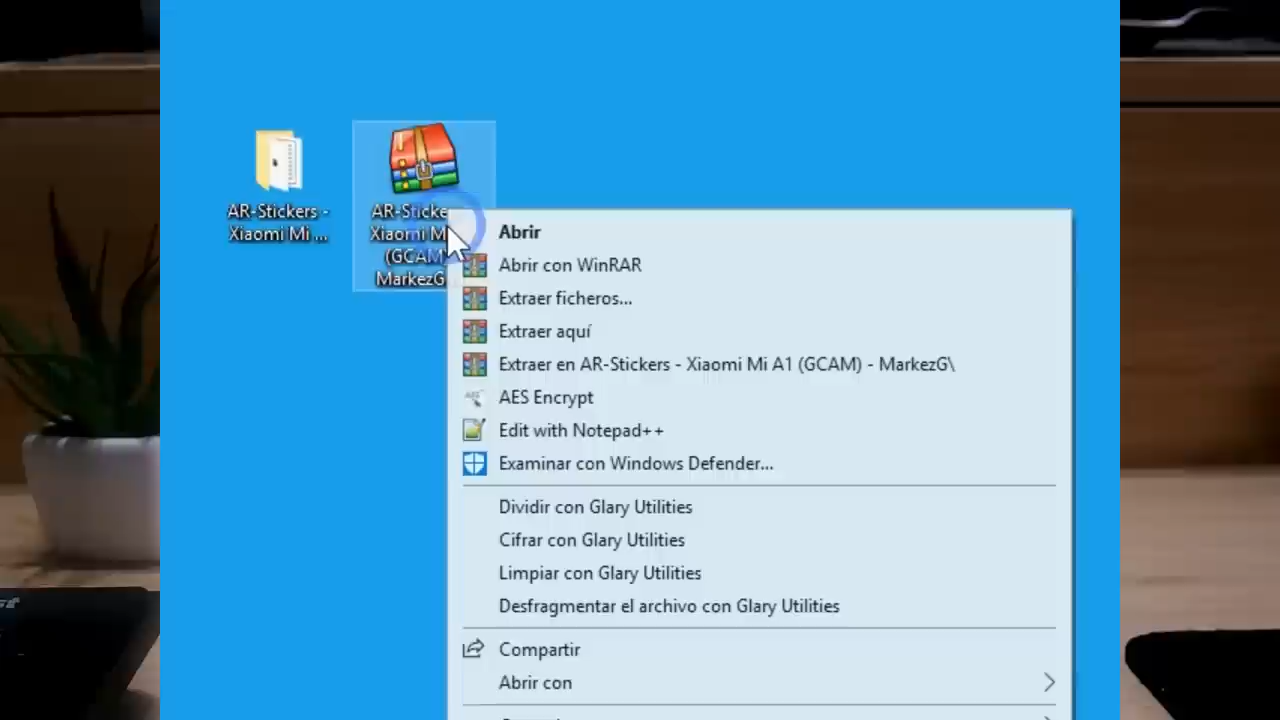 AR-Stickers -
Xiaomi Mi ...
AR-Sticke
Xiaomi M
(GCAM)
MarkezG
Abrir
Abrir con WinRAR
Extraer ficheros...
Extraer aquí
Extraer en AR-Stickers - Xiaomi Mi A1 (GCAM) - MarkezG\
AES Encrypt
Edit with Notepad++
Examinar con Windows Defender...
Dividir con Glary Utilities
Cifrar con Glary Utilities
Limpiar con Glary Utilities
Desfragmentar el archivo con Glary Utilities
Compartir
Abrir con